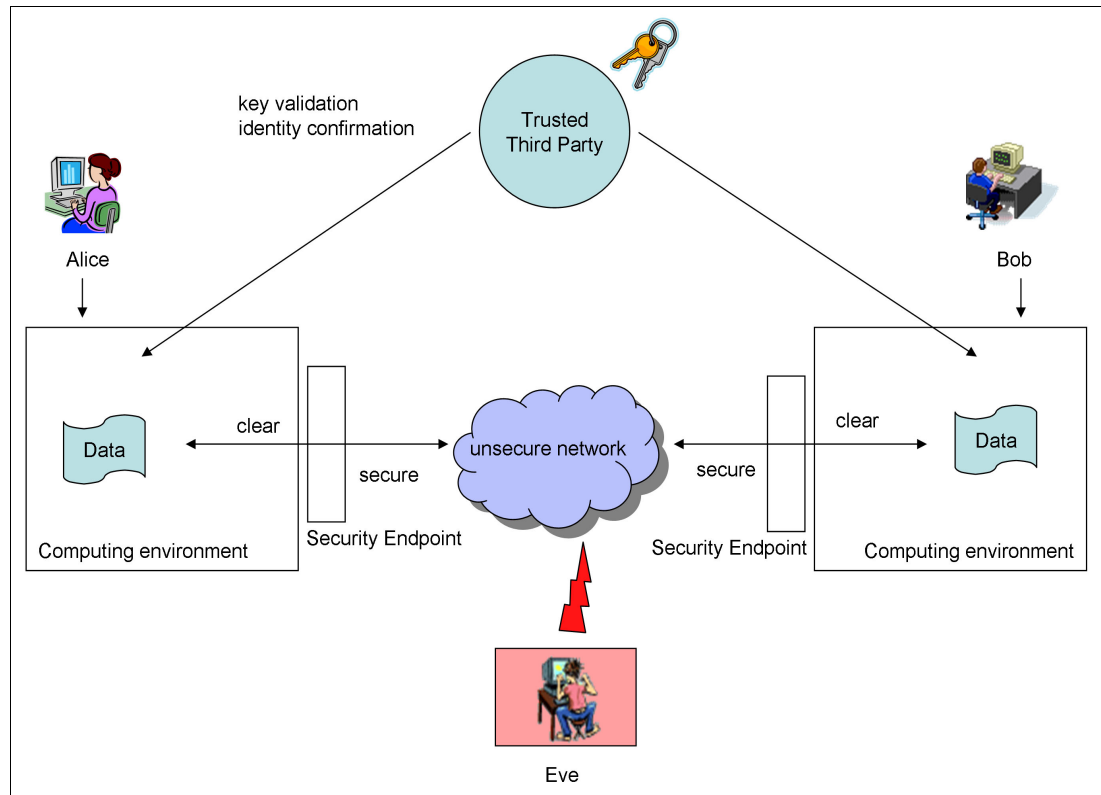 key validation
identity confirmation
Trusted
Third Party
Alice
Bob
Data
clear
secure
unsecure network
secure
clear
Data
Computing environment
Security Endpoint
Security Endpoint
Computing environment
Eve